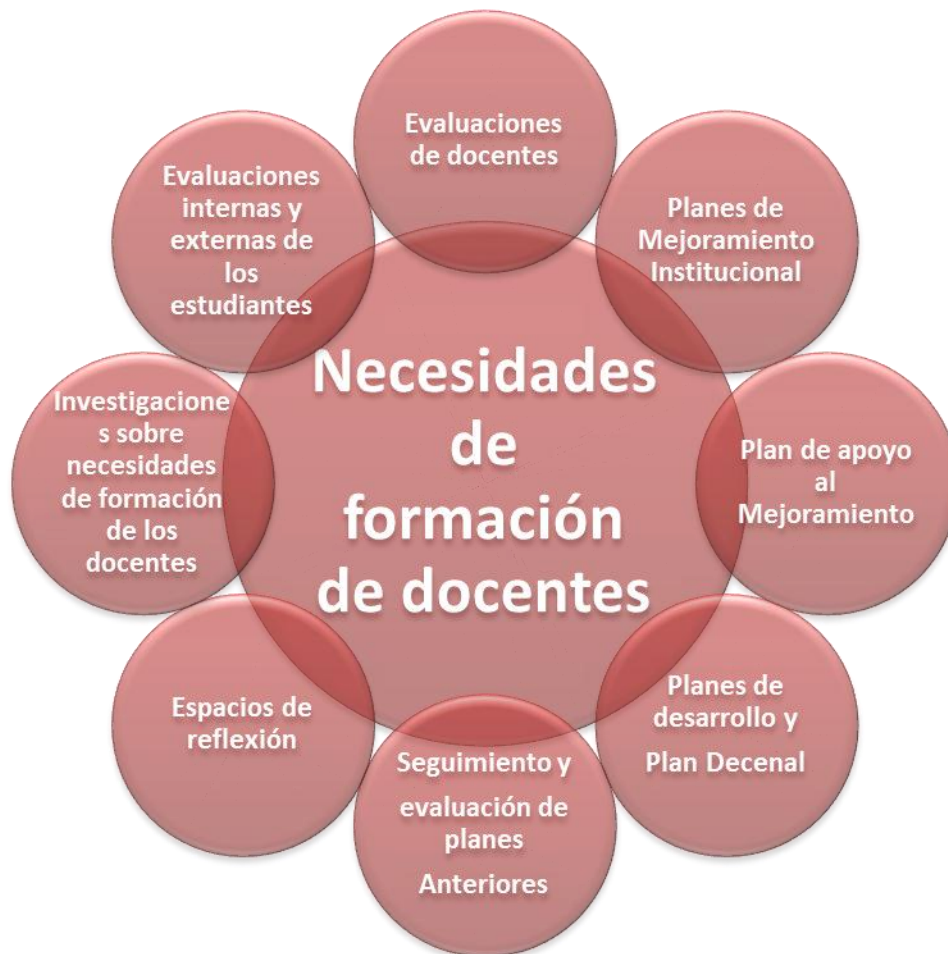 Evaluaciones
de docentes
Planes de
Mejoramiento
Institucional
Plan de apoyo
al
Mejoramiento
Planes de
desarrollo y
Plan Decenal
Seguimiento y
evaluación de
planes
Anteriores
Espacios de
reflexión
Investigacione
s sobre
necesidades
de formación
de los
docentes
Evaluaciones
internas y
externas de
los
estudiantes
Necesidades
de
formación
de docentes